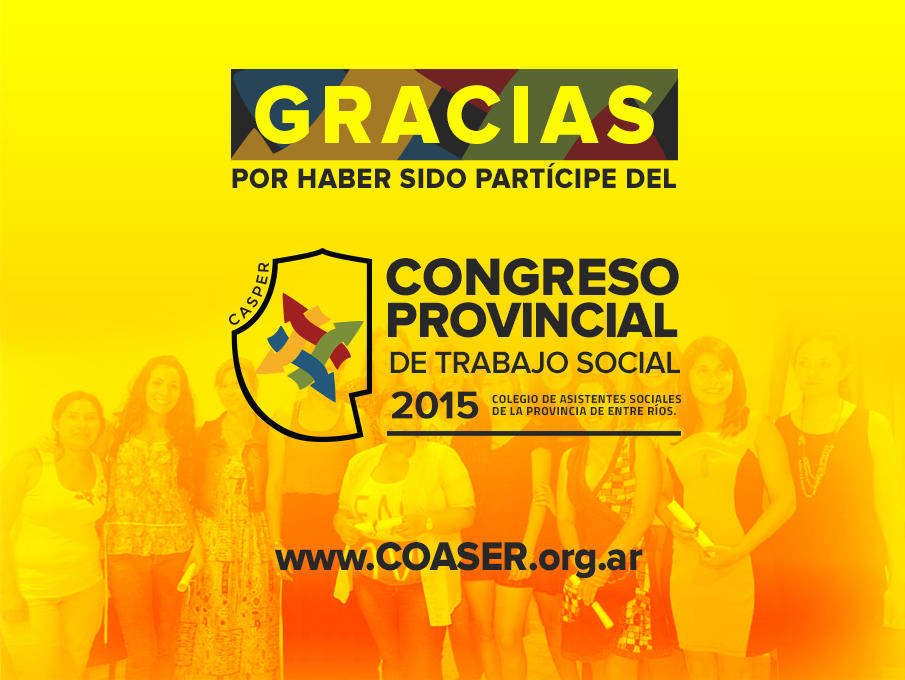 GRACIAS
POR HABER SIDO PARTÍCIPE DEL
CASPER
CONGRESO
PROVINCIAL
DE TRABAJO SOCIAL
2015
COLEGIO DE ASISTENTES SOCIALES
DE LA PROVINCIA DE ENTRE RÍOS.
www.COASER.org.ar